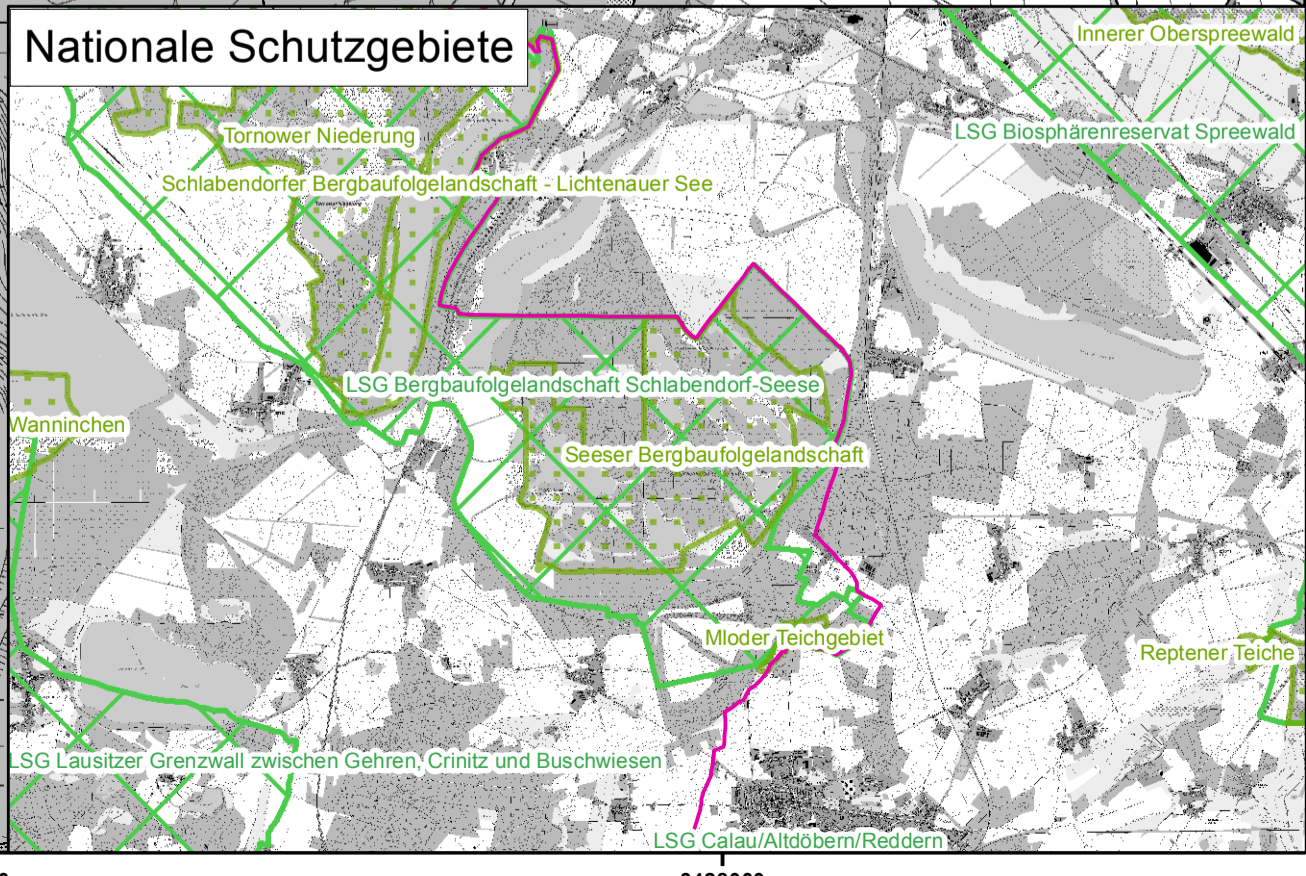 Nationale Schutzgebiete
Innerer Oberspreewald
Tornower Niederung
LSG Biosphärenreservat Spreewald
Schlabendorfer Bergbaufolgelandschaft - Lichtenauer See
LSG Bergbaufolgelandschaft Schlabendorf-Seese
Wanninchen
Seeser Bergbaufolgelandschaft
Mloder Teichgebiet
Reptener Teiche
LSG Lausitzer Grenzwall zwischen Gehren, Crinitz und Buschwiesen
LSG Calau/Altdöbern/Reddern